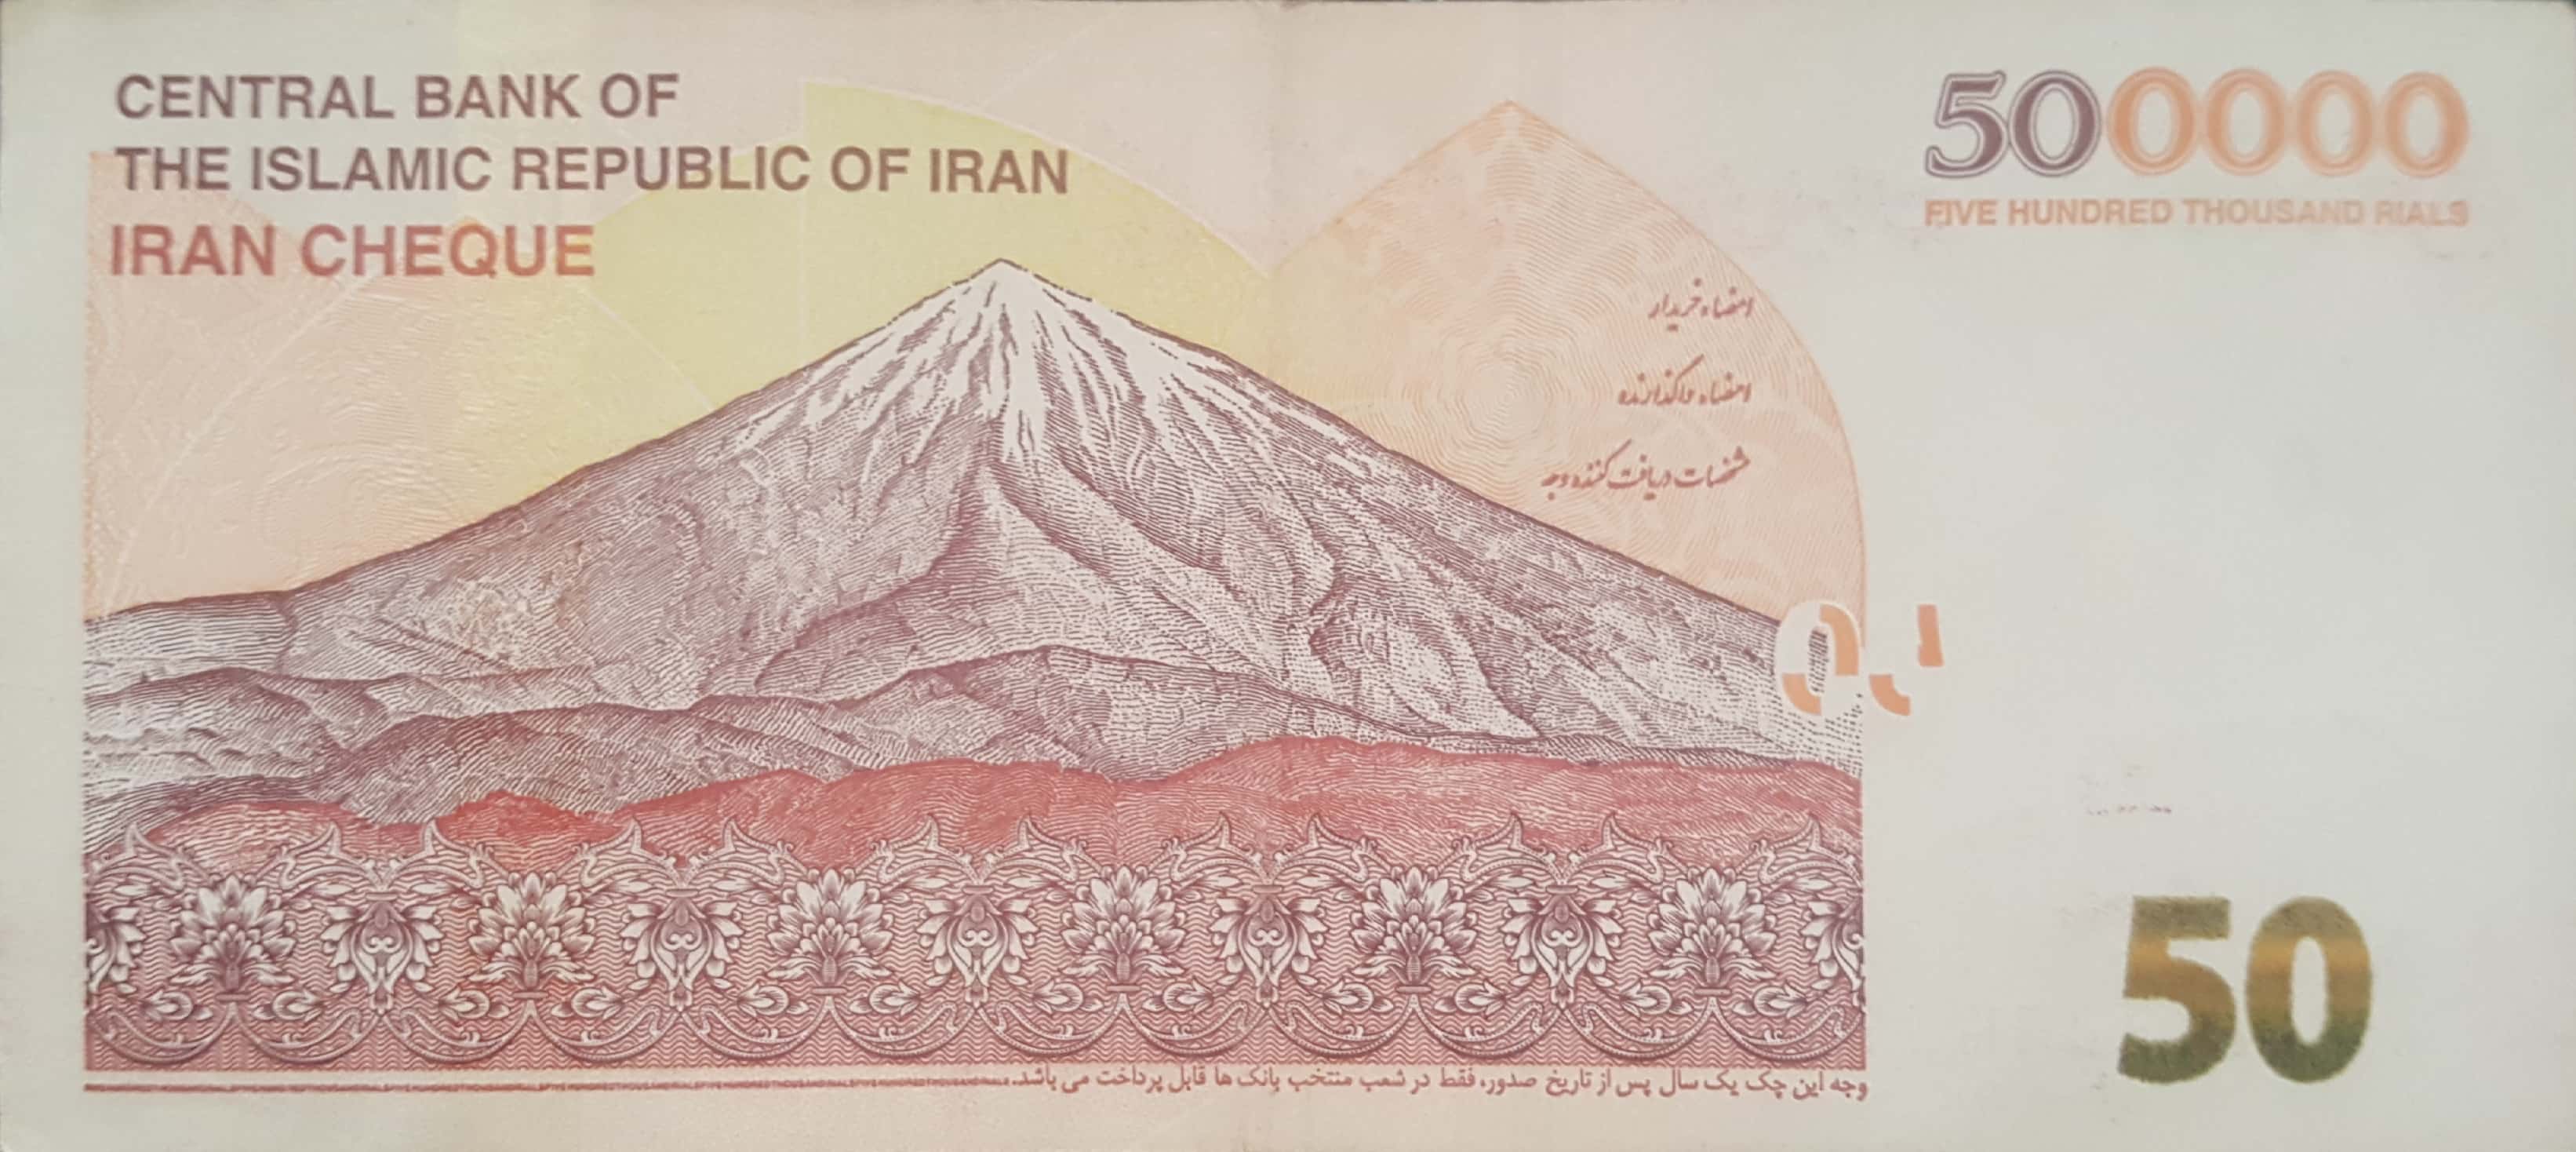 CENTRAL BANK OF
THE ISLAMIC REPUBLIC OF IRAN
IRAN CHEQUE
500000
FIVE HUNDRED THOUSAND RIALS
امضاء خریدار
امضاء واگذارنده
مشخصات دریافت کننده وجه
50
وجه این چک یک سال پس از تاریخ صدور، فقط در شعب منتخب بانک ها قابل پرداخت می باشد.